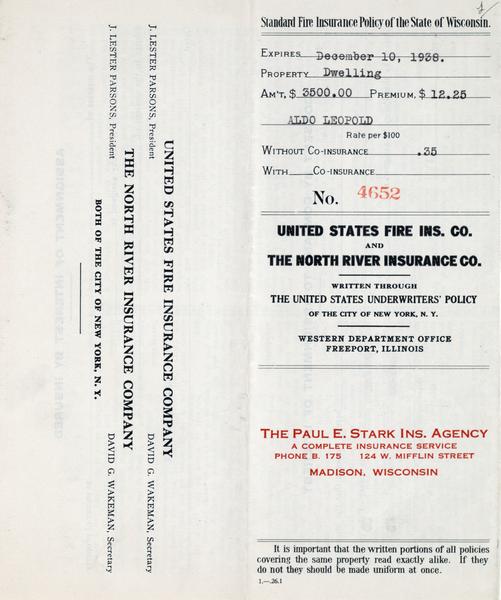 Standard Fire Insurance Policy of the State of Wisconsin.
EXPIRES December 10, 1938.
PROPERTY Dwelling
AM'T, $ 3500.00 PREMIUM, $ 12.25
ALDO LEOPOLD
Rate per $100
WITHOUT CO-INSURANCE .35
WITH CO-INSURANCE
No. 4652
UNITED STATES FIRE INS. CO.
AND
THE NORTH RIVER INSURANCE CO.
WRITTEN THROUGH
THE UNITED STATES UNDERWRITERS' POLICY
OF THE CITY OF NEW YORK, N. Y.
WESTERN DEPARTMENT OFFICE
FREEPORT, ILLINOIS
THE PAUL E. STARK INS. AGENCY
A COMPLETE INSURANCE SERVICE
PHONE B. 175 124 W. MIFFLIN STREET
MADISON, WISCONSIN
It is important that the written portions of all policies
covering the same property read exactly alike. If they
do not they should be made uniform at once.
1.—.26.1
UNITED STATES FIRE INSURANCE COMPANY
J. LESTER PARSONS, President DAVID G. WAKEMAN, Secretary
THE NORTH RIVER INSURANCE COMPANY
J. LESTER PARSONS, President DAVID G. WAKEMAN, Secretary
BOTH OF THE CITY OF NEW YORK, N. Y.